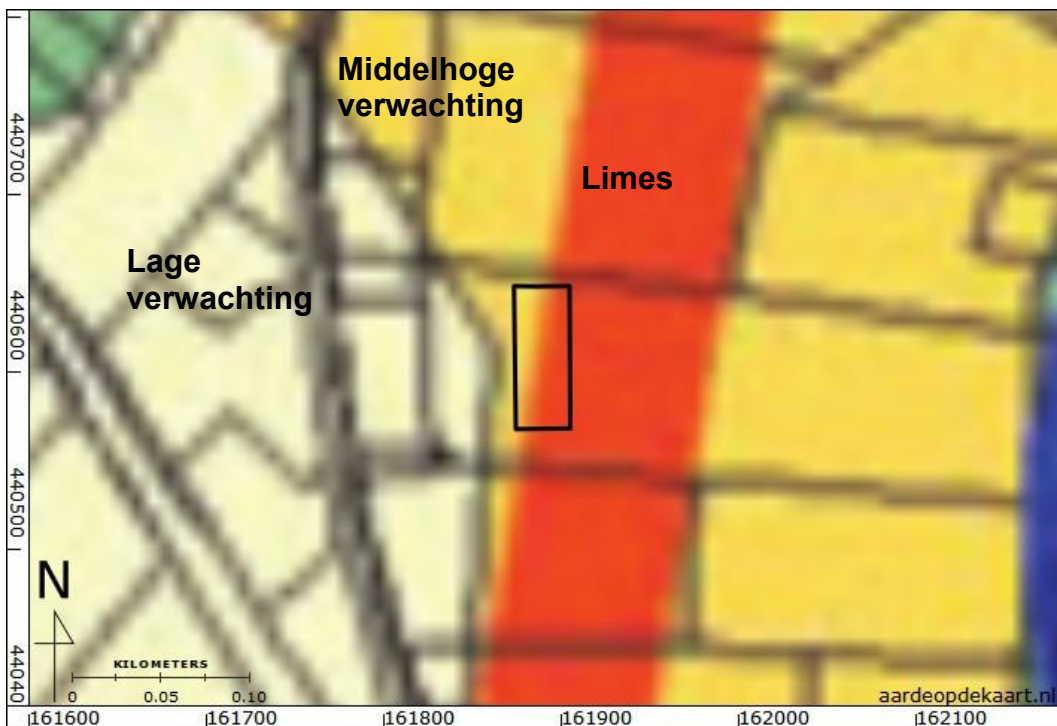 Middelhoge
verwachting
Limes
Lage
verwachting
440700
440600
440500
44040
N
KILOMETERS
0 0.05 0.10
aardeopdekaart.nl
161600 161700 161800 161900 162000 162100